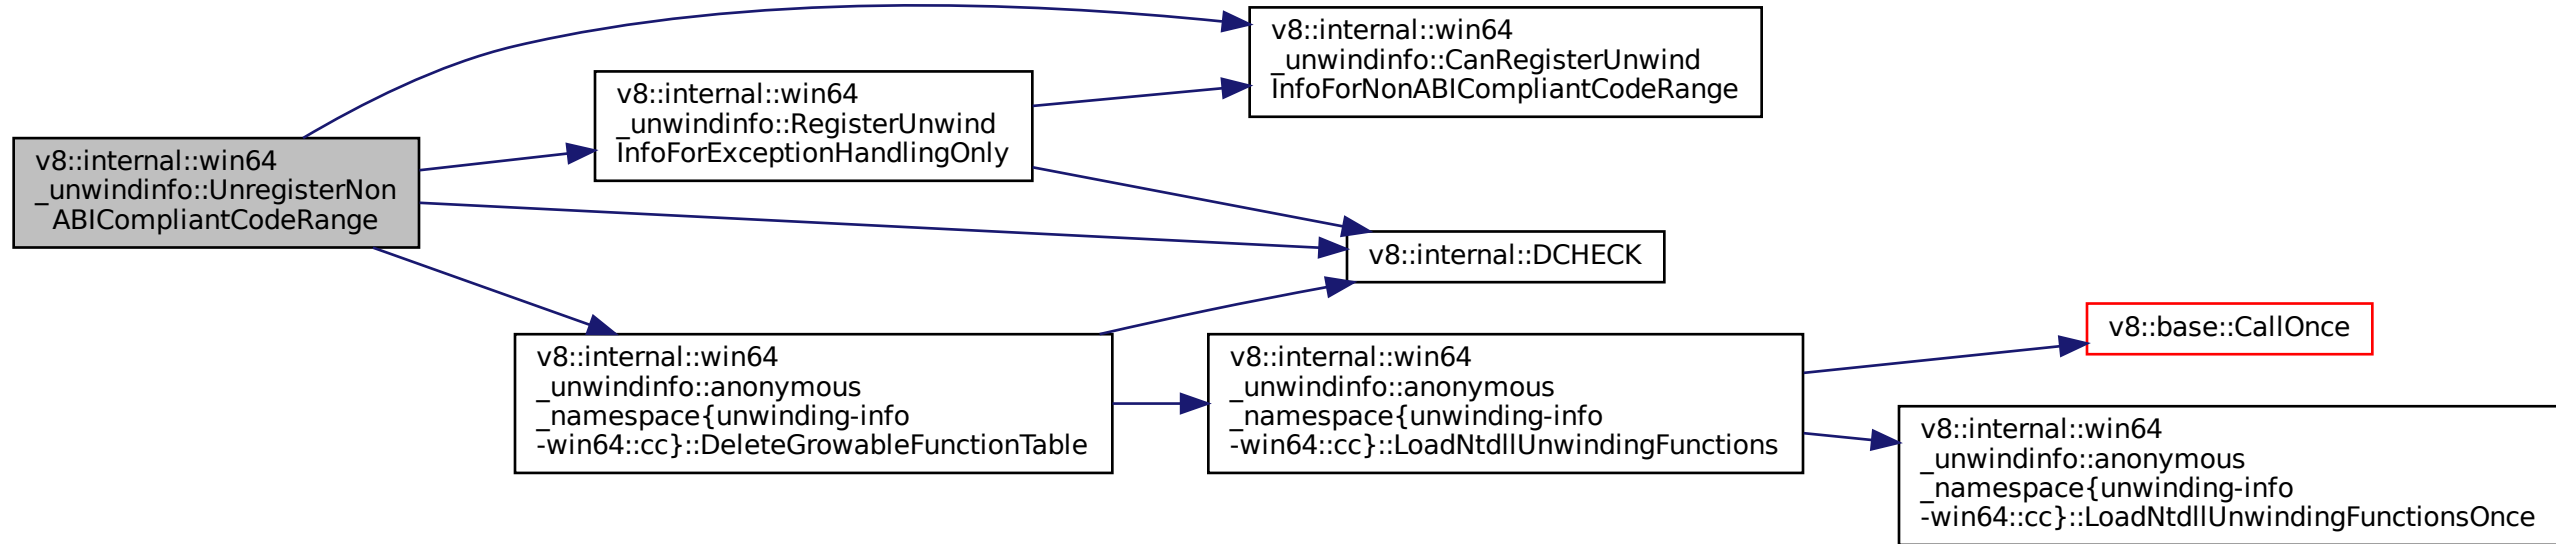 v8::internal::win64
_unwindinfo::UnregisterNon
ABICompliantCodeRange
v8::internal::win64
_unwindinfo::RegisterUnwind
InfoForExceptionHandlingOnly
v8::internal::win64
_unwindinfo::CanRegisterUnwind
InfoForNonABICompliantCodeRange
v8::internal::DCHECK
v8::internal::win64
_unwindinfo::anonymous
_namespace{unwinding-info
-win64::cc}::DeleteGrowableFunctionTable
v8::internal::win64
_unwindinfo::anonymous
_namespace{unwinding-info
-win64::cc}::LoadNtdllUnwindingFunctions
v8::base::CallOnce
v8::internal::win64
_unwindinfo::anonymous
_namespace{unwinding-info
-win64::cc}::LoadNtdllUnwindingFunctionsOnce